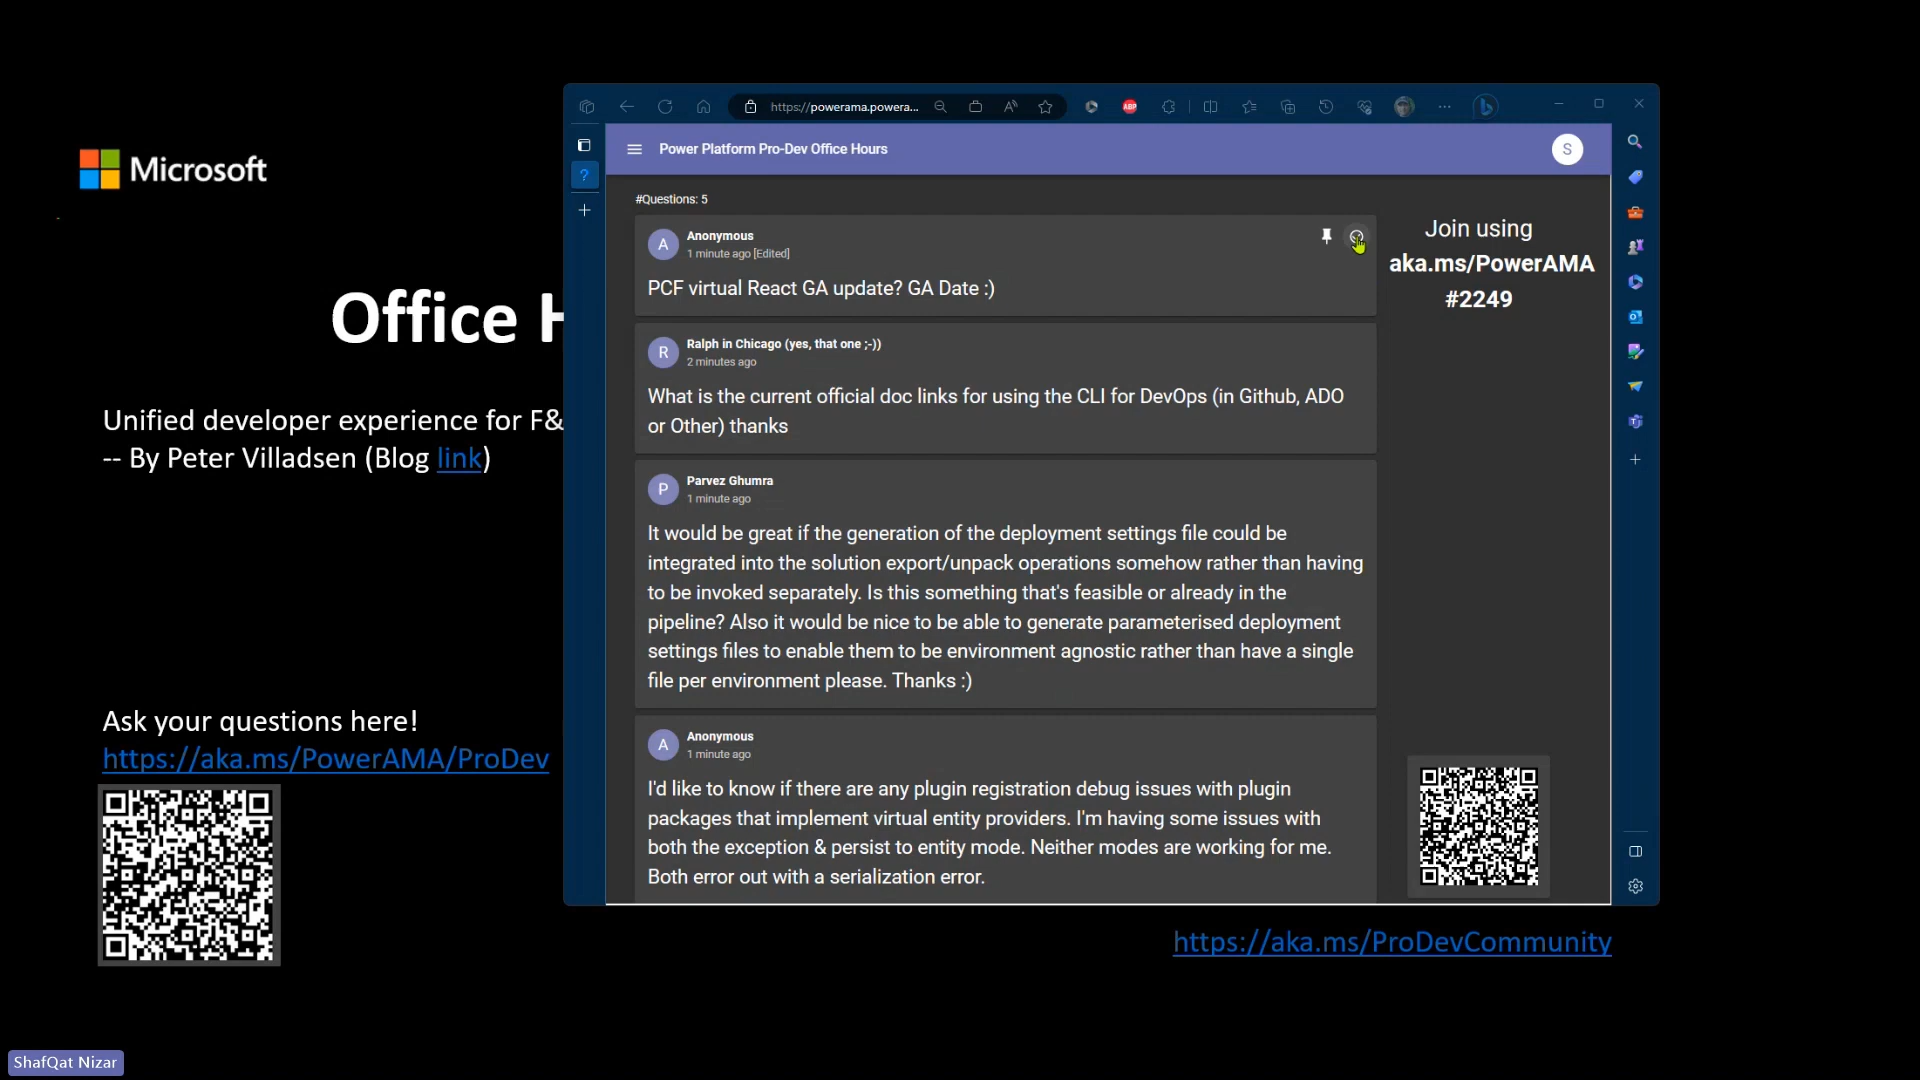 Microsoft
Office H
Unified developer experience for F&
-- By Peter Villadsen (Blog link)
Ask your questions here!
https://aka.ms/PowerAMA/ProDev
https://powerama.powera...
ABP
Power Platform Pro-Dev Office Hours
S
#Questions: 5
A
Anonymous
1 minute ago [Edited]
PCF virtual React GA update? GA Date :)
R
Ralph in Chicago (yes, that one ;-))
2 minutes ago
What is the current official doc links for using the CLI for DevOps (in Github, ADO
or Other) thanks
P
Parvez Ghumra
1 minute ago
It would be great if the generation of the deployment settings file could be
integrated into the solution export/unpack operations somehow rather than having
to be invoked separately. Is this something that's feasible or already in the
pipeline? Also it would be nice to be able to generate parameterised deployment
settings files to enable them to be environment agnostic rather than have a single
file per environment please. Thanks :)
A
Anonymous
1 minute ago
I'd like to know if there are any plugin registration debug issues with plugin
packages that implement virtual entity providers. I'm having some issues with
both the exception & persist to entity mode. Neither modes are working for me.
Both error out with a serialization error.
Join using
aka.ms/PowerAMA
#2249
https://aka.ms/ProDevCommunity
ShafQat Nizar